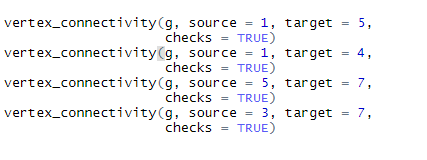 vertex_connectivity(g, source = 1, target = 5,
                    checks = TRUE)
vertex_connectivity(g, source = 1, target = 4,
                    checks = TRUE)
vertex_connectivity(g, source = 5, target = 7,
                    checks = TRUE)
vertex_connectivity(g, source = 3, target = 7,
                    checks = TRUE)